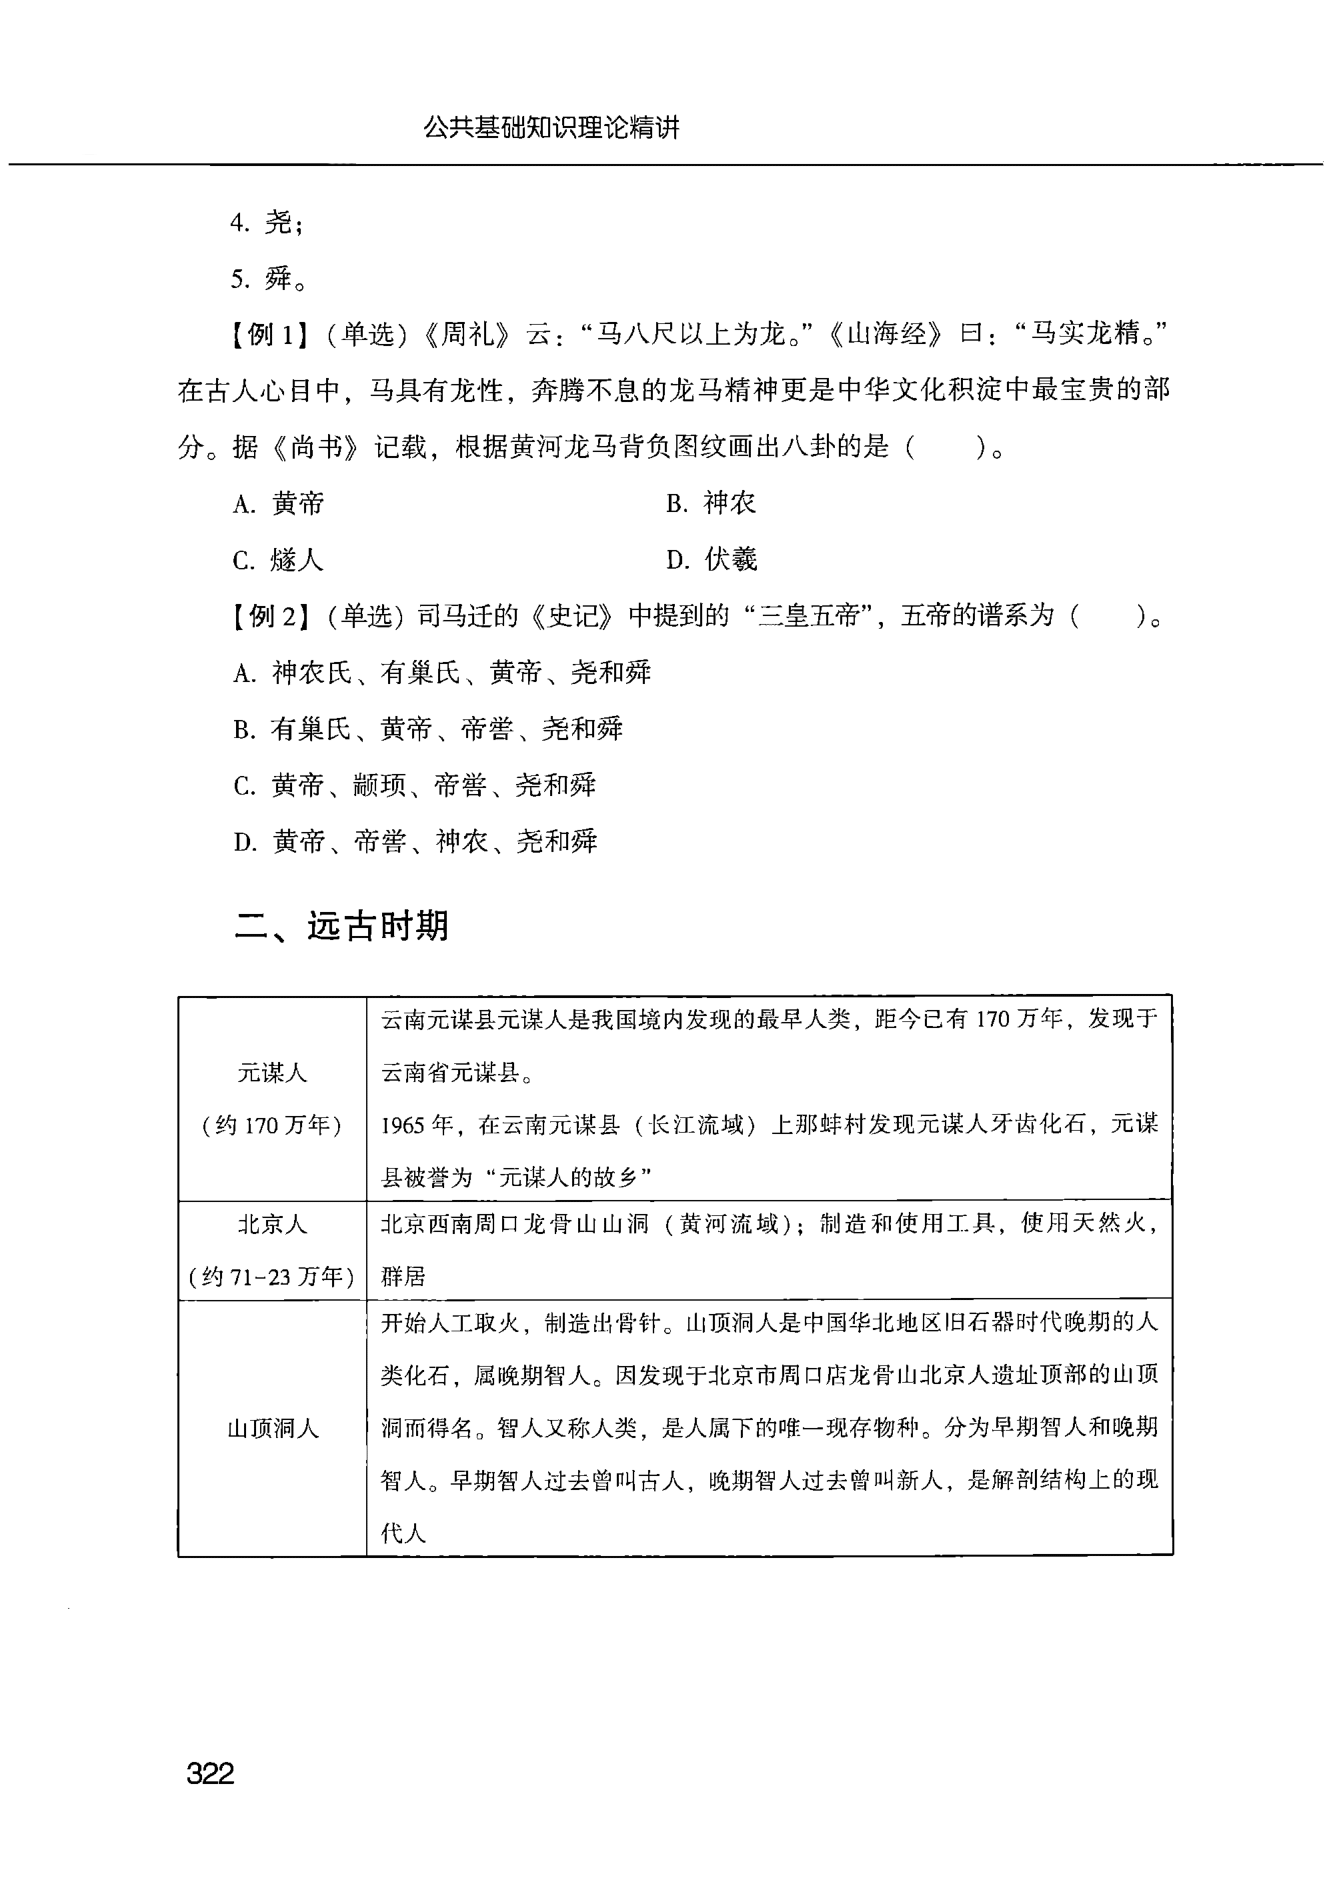 公共基础知识理论精讲
4. 尧；
5. 舜。
【例 1】（单选）《周礼》云：“马八尺以上为龙。”《山海经》曰：“马实龙精。”
在古人心目中，马具有龙性，奔腾不息的龙马精神更是中华文化积淀中最宝贵的部
分。据《尚书》记载，根据黄河龙马背负图纹画出八卦的是（　　）。
A. 黄帝　B. 神农
C. 燧人　D. 伏羲
【例 2】（单选）司马迁的《史记》中提到的“三皇五帝”，五帝的谱系为（　　）。
A. 神农氏、有巢氏、黄帝、尧和舜
B. 有巢氏、黄帝、帝喾、尧和舜
C. 黄帝、颛顼、帝喾、尧和舜
D. 黄帝、帝喾、神农、尧和舜
二、远古时期
元谋人
（约 170 万年）
云南元谋县元谋人是我国境内发现的最早人类，距今已有 170 万年，发现于
云南省元谋县。
1965 年，在云南元谋县（长江流域）上那蚌村发现元谋人牙齿化石，元谋
县被誉为“元谋人的故乡”
北京人
（约 71-23 万年）
北京西南周口龙骨山山洞（黄河流域）；制造和使用工具，使用天然火，
群居
山顶洞人
开始人工取火，制造出骨针。山顶洞人是中国华北地区旧石器时代晚期的人
类化石，属晚期智人。因发现于北京市周口店龙骨山北京人遗址顶部的山顶
洞而得名。智人又称人类，是人属下的唯一现存物种。分为早期智人和晚期
智人。早期智人过去曾叫古人，晚期智人过去曾叫新人，是解剖结构上的现
代人
322